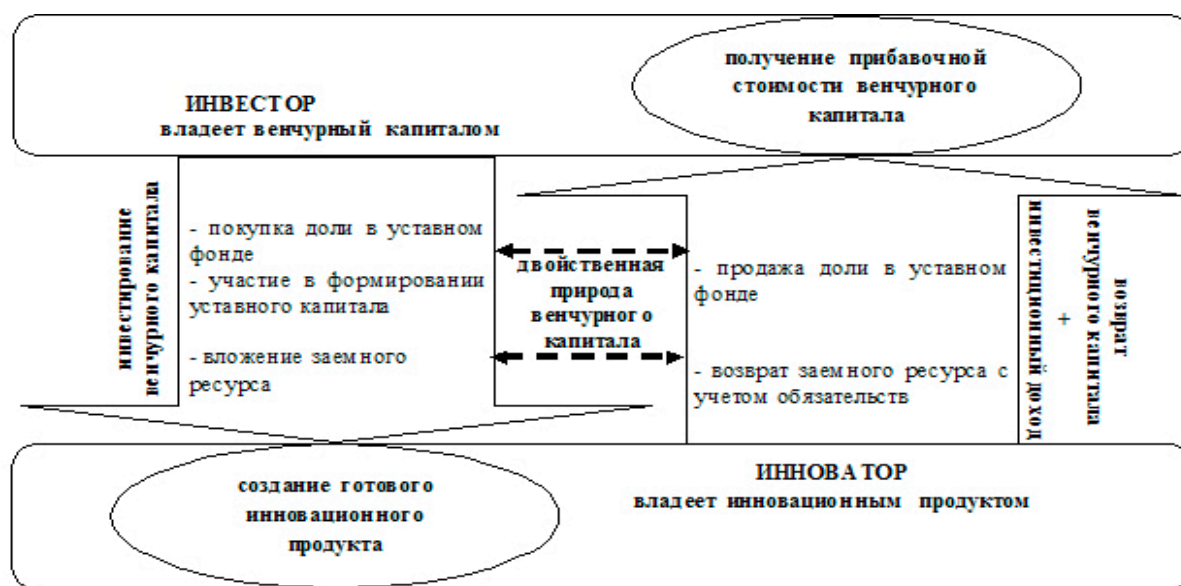 получение прибавочной
стоимости венчурного
капитала
ИНВЕСТОР
владеет венчурный капиталом
инвестирование
венчурного капитала
- покупка доли в уставном
фонде
- участие в формировании
уставного капитала
- вложение заемного
ресурса
двойственная
природа
венчурного
капитала
- продажа доли в уставном
фонде
- возврат заемного ресурса с
учетом обязательств
возврат
венчурного капитала
+
инвестиционный доход
ИННОВАТОР
владеет инновационным продуктом
создание готового
инновационного
продукта